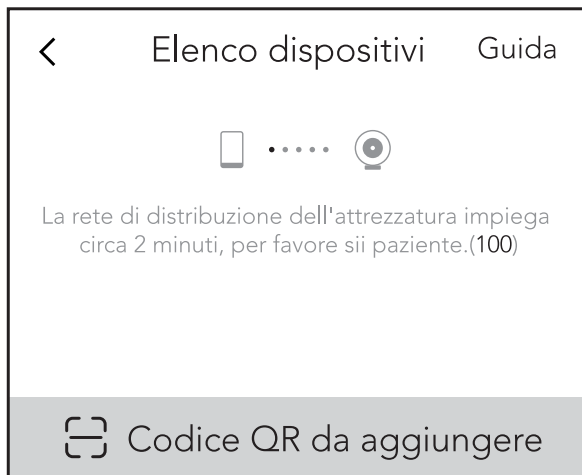 Elenco dispositivi Guida
La rete di distribuzione dell'attrezzatura impiega
circa 2 minuti, per favore sii paziente.(100)
Codice QR da aggiungere